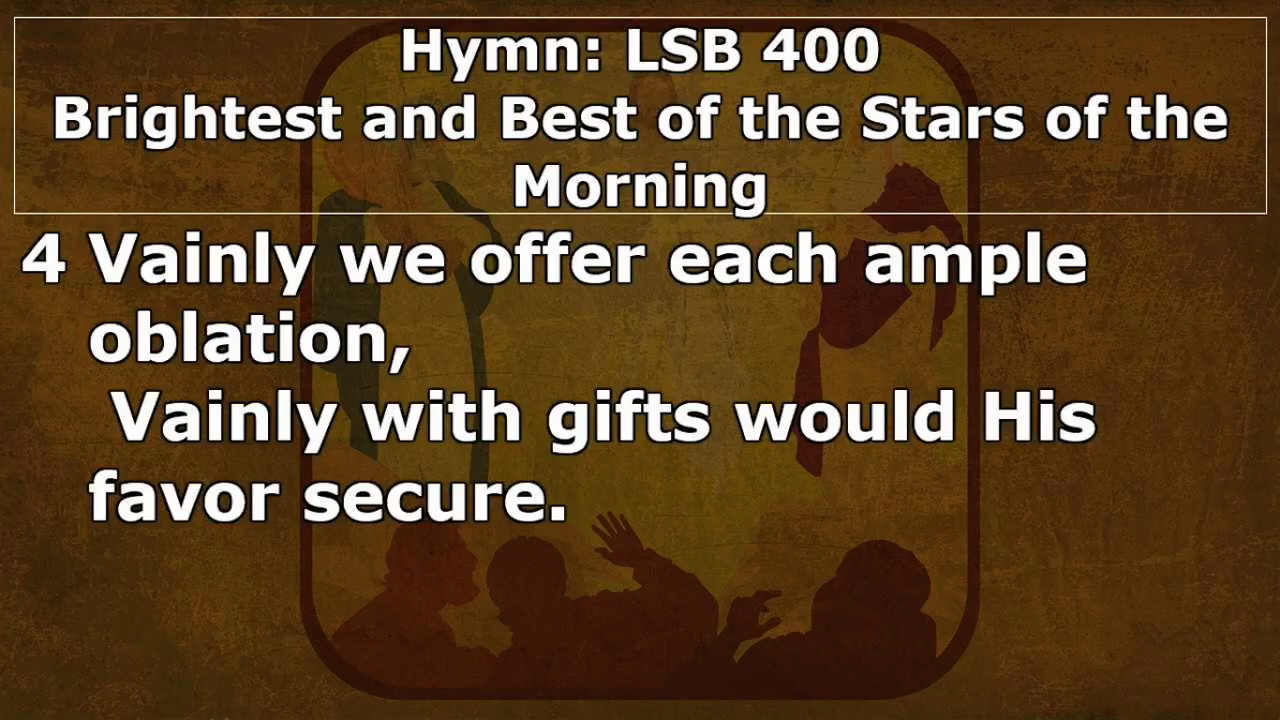 Hymn: LSB 400
Brightest and Best of the Stars of the
Morning
4 Vainly we offer each ample
oblation,
Vainly with gifts would His
favor secure.